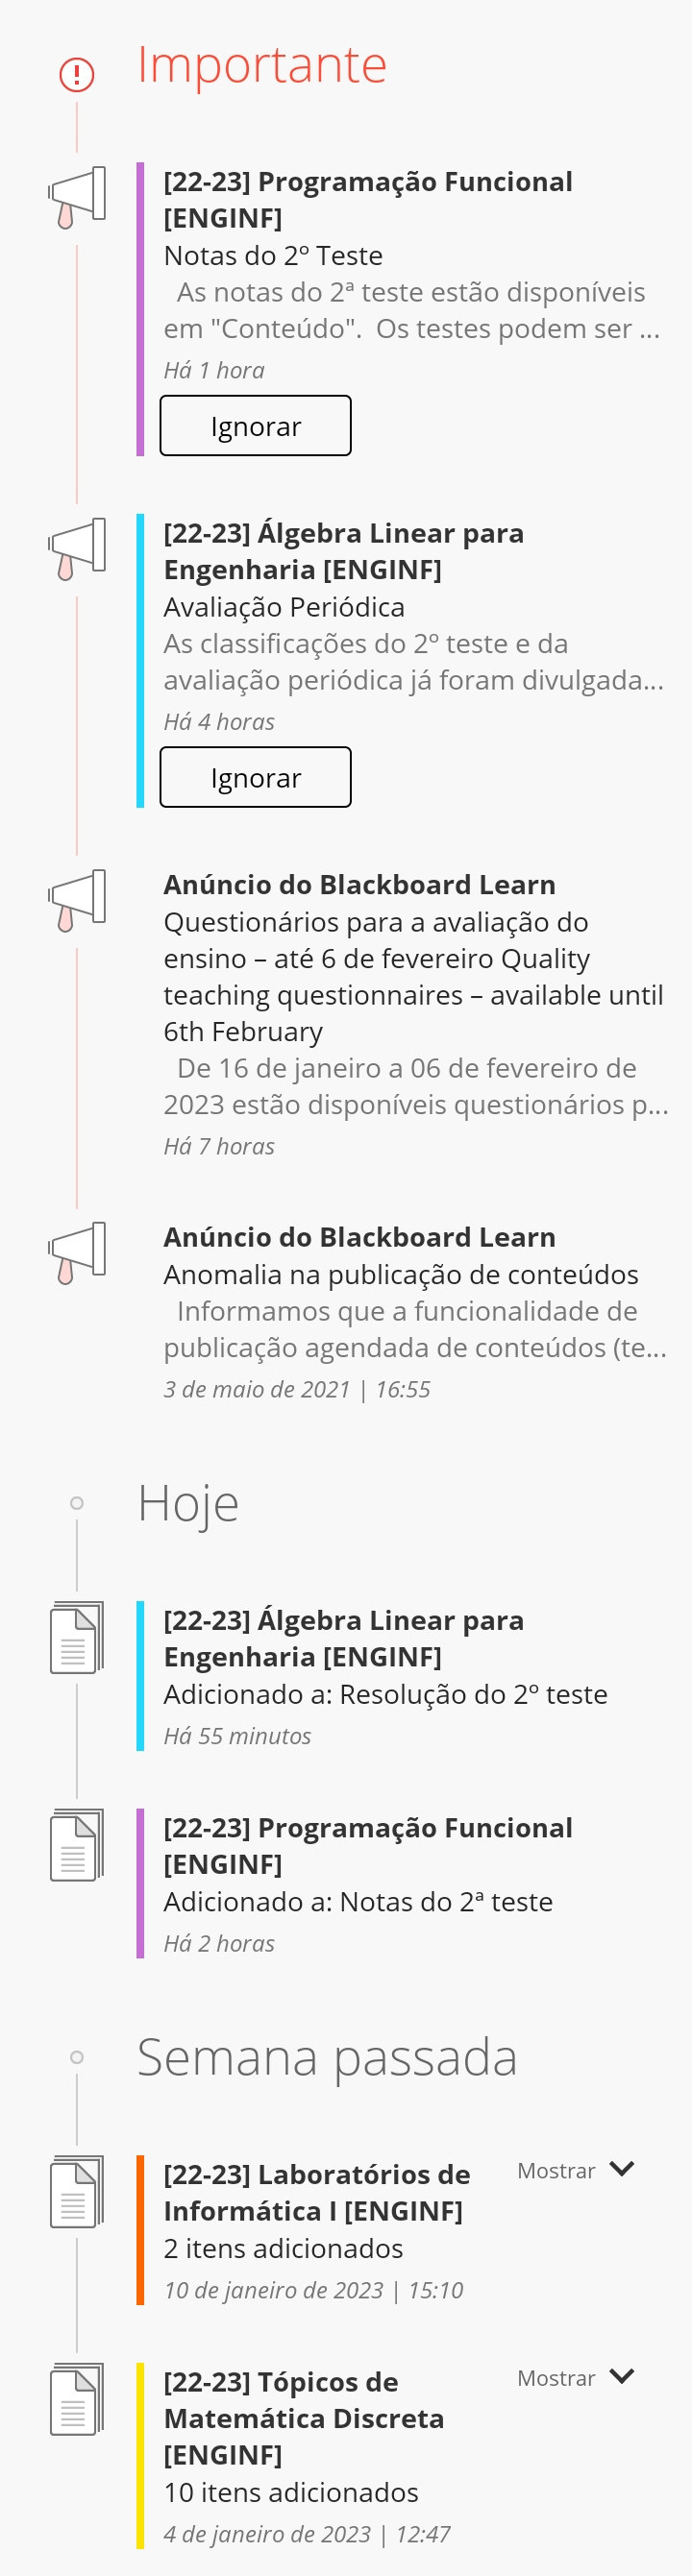 Importante
[22-23] Programação Funcional
[ENGINF]
Notas do 2º Teste
As notas do 2ª teste estão disponíveis
em "Conteúdo".  Os testes podem ser ...
Há 1 hora
Ignorar
[22-23] Álgebra Linear para
Engenharia [ENGINF]
Avaliação Periódica
As classificações do 2º teste e da
avaliação periódica já foram divulgada...
Há 4 horas
Ignorar
Anúncio do Blackboard Learn
Questionários para a avaliação do
ensino – até 6 de fevereiro Quality
teaching questionnaires – available until
6th February
De 16 de janeiro a 06 de fevereiro de
2023 estão disponíveis questionários p...
Há 7 horas
Anúncio do Blackboard Learn
Anomalia na publicação de conteúdos
Informamos que a funcionalidade de
publicação agendada de conteúdos (te...
3 de maio de 2021 | 16:55
Hoje
[22-23] Álgebra Linear para
Engenharia [ENGINF]
Adicionado a: Resolução do 2º teste
Há 55 minutos
[22-23] Programação Funcional
[ENGINF]
Adicionado a: Notas do 2ª teste
Há 2 horas
Semana passada
[22-23] Laboratórios de
Informática I [ENGINF]
Mostrar
2 itens adicionados
10 de janeiro de 2023 | 15:10
[22-23] Tópicos de
Matemática Discreta
[ENGINF]
Mostrar
10 itens adicionados
4 de janeiro de 2023 | 12:47